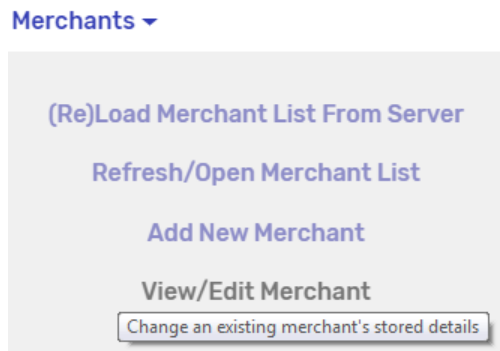 Merchants
(Re)Load Merchant List From Server
Refresh/Open Merchant List
Add New Merchant
View/Edit Merchant
Change an existing merchant's stored details